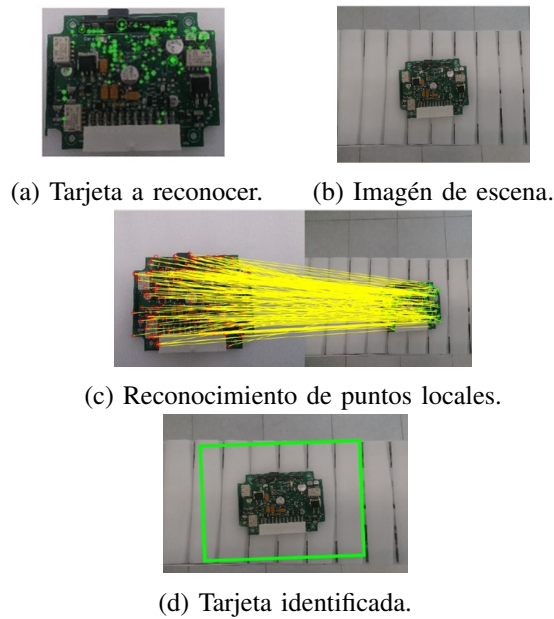 (a) Tarjeta a reconocer.
(b) Imagén de escena.
(c) Reconocimiento de puntos locales.
(d) Tarjeta identificada.